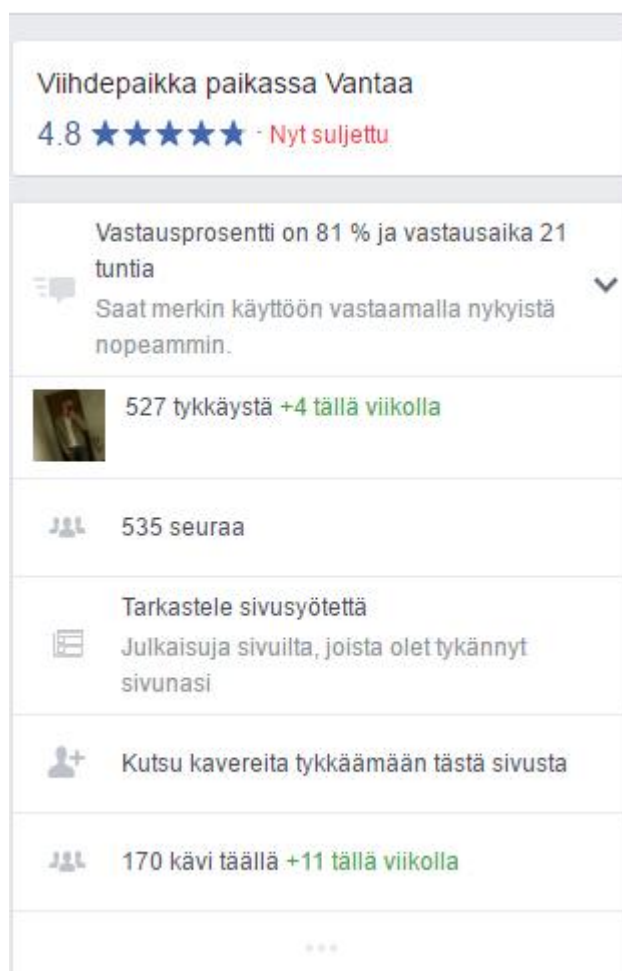 Viihdepaikka paikassa Vantaa
4.8 ★★★★★ · Nyt suljettu
Vastausprosentti on 81 % ja vastausaika 21
tuntia
Saat merkin käyttöön vastaamalla nykyistä
nopeammin.
527 tykkäystä +4 tällä viikolla
535 seuraa
Tarkastele sivusyötettä
Julkaisuja sivuilta, joista olet tykännyt
sivunasi
Kutsu kavereita tykkäämään tästä sivusta
170 kävi täällä +11 tällä viikolla